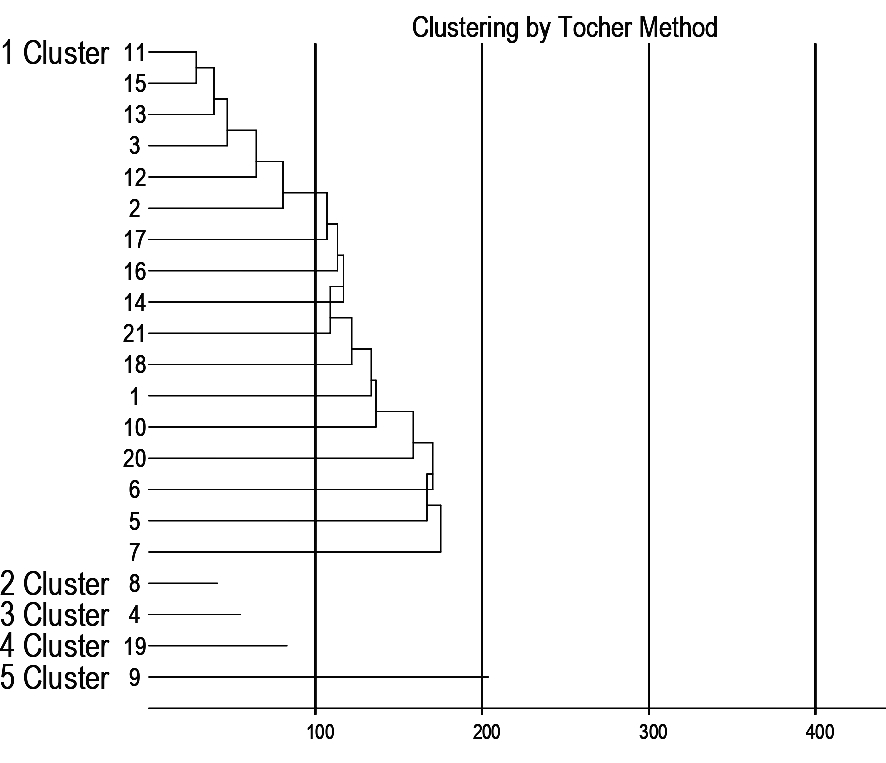 Clustering by Tocher Method
1 Cluster 11
15
13
3
12
2
17
16
14
21
18
1
10
20
6
5
7
2 Cluster 8
3 Cluster 4
4 Cluster 19
5 Cluster 9
100 200 300 400